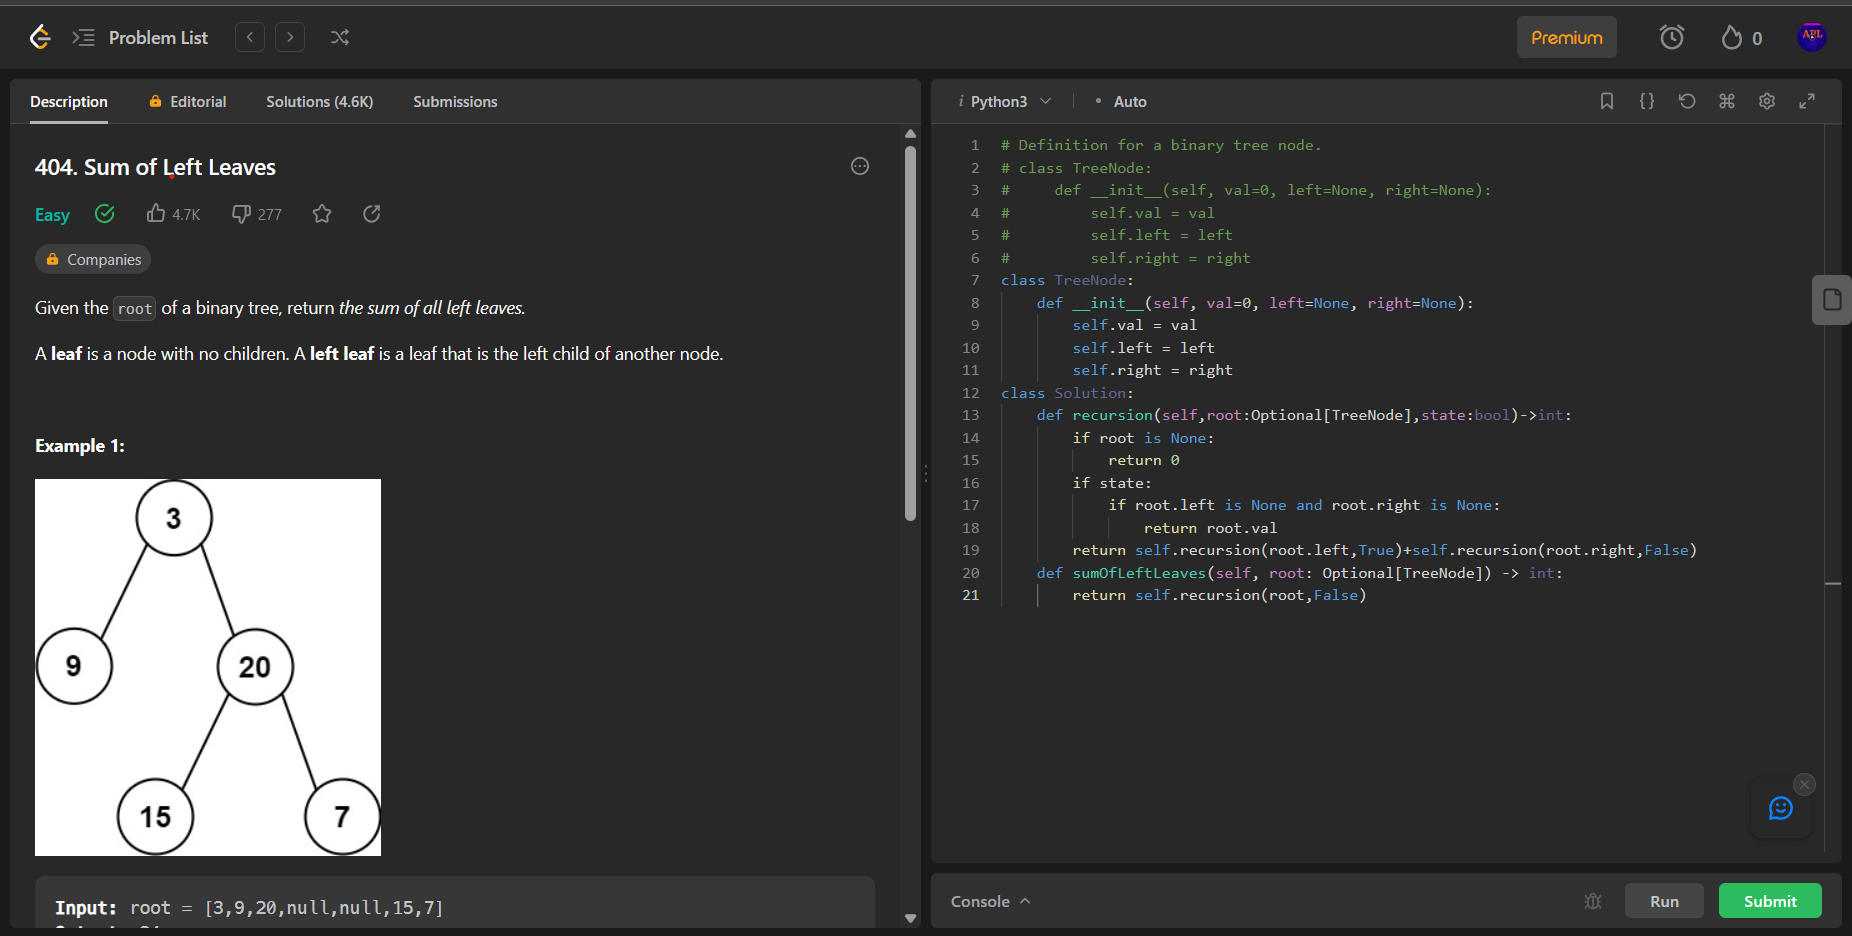 Problem List
Premium
0
APL
Description
Editorial
Solutions (4.6K)
Submissions
404. Sum of Left Leaves
Easy
4.7K
277
Companies
Given the root of a binary tree, return the sum of all left leaves.
A leaf is a node with no children. A left leaf is a leaf that is the left child of another node.
Example 1:
3
9
20
15
7
Input: root = [3,9,20,null,null,15,7]
i Python3
• Auto
1 # Definition for a binary tree node.
2 # class TreeNode:
3 #     def __init__(self, val=0, left=None, right=None):
4 #         self.val = val
5 #         self.left = left
6 #         self.right = right
7 class TreeNode:
8     def __init__(self, val=0, left=None, right=None):
9         self.val = val
10         self.left = left
11         self.right = right
12 class Solution:
13     def recursion(self,root:Optional[TreeNode],state:bool)->int:
14         if root is None:
15             return 0
16         if state:
17             if root.left is None and root.right is None:
18                 return root.val
19         return self.recursion(root.left,True)+self.recursion(root.right,False)
20     def sumOfLeftLeaves(self, root: Optional[TreeNode]) -> int:
21         return self.recursion(root,False)
Console
Run
Submit